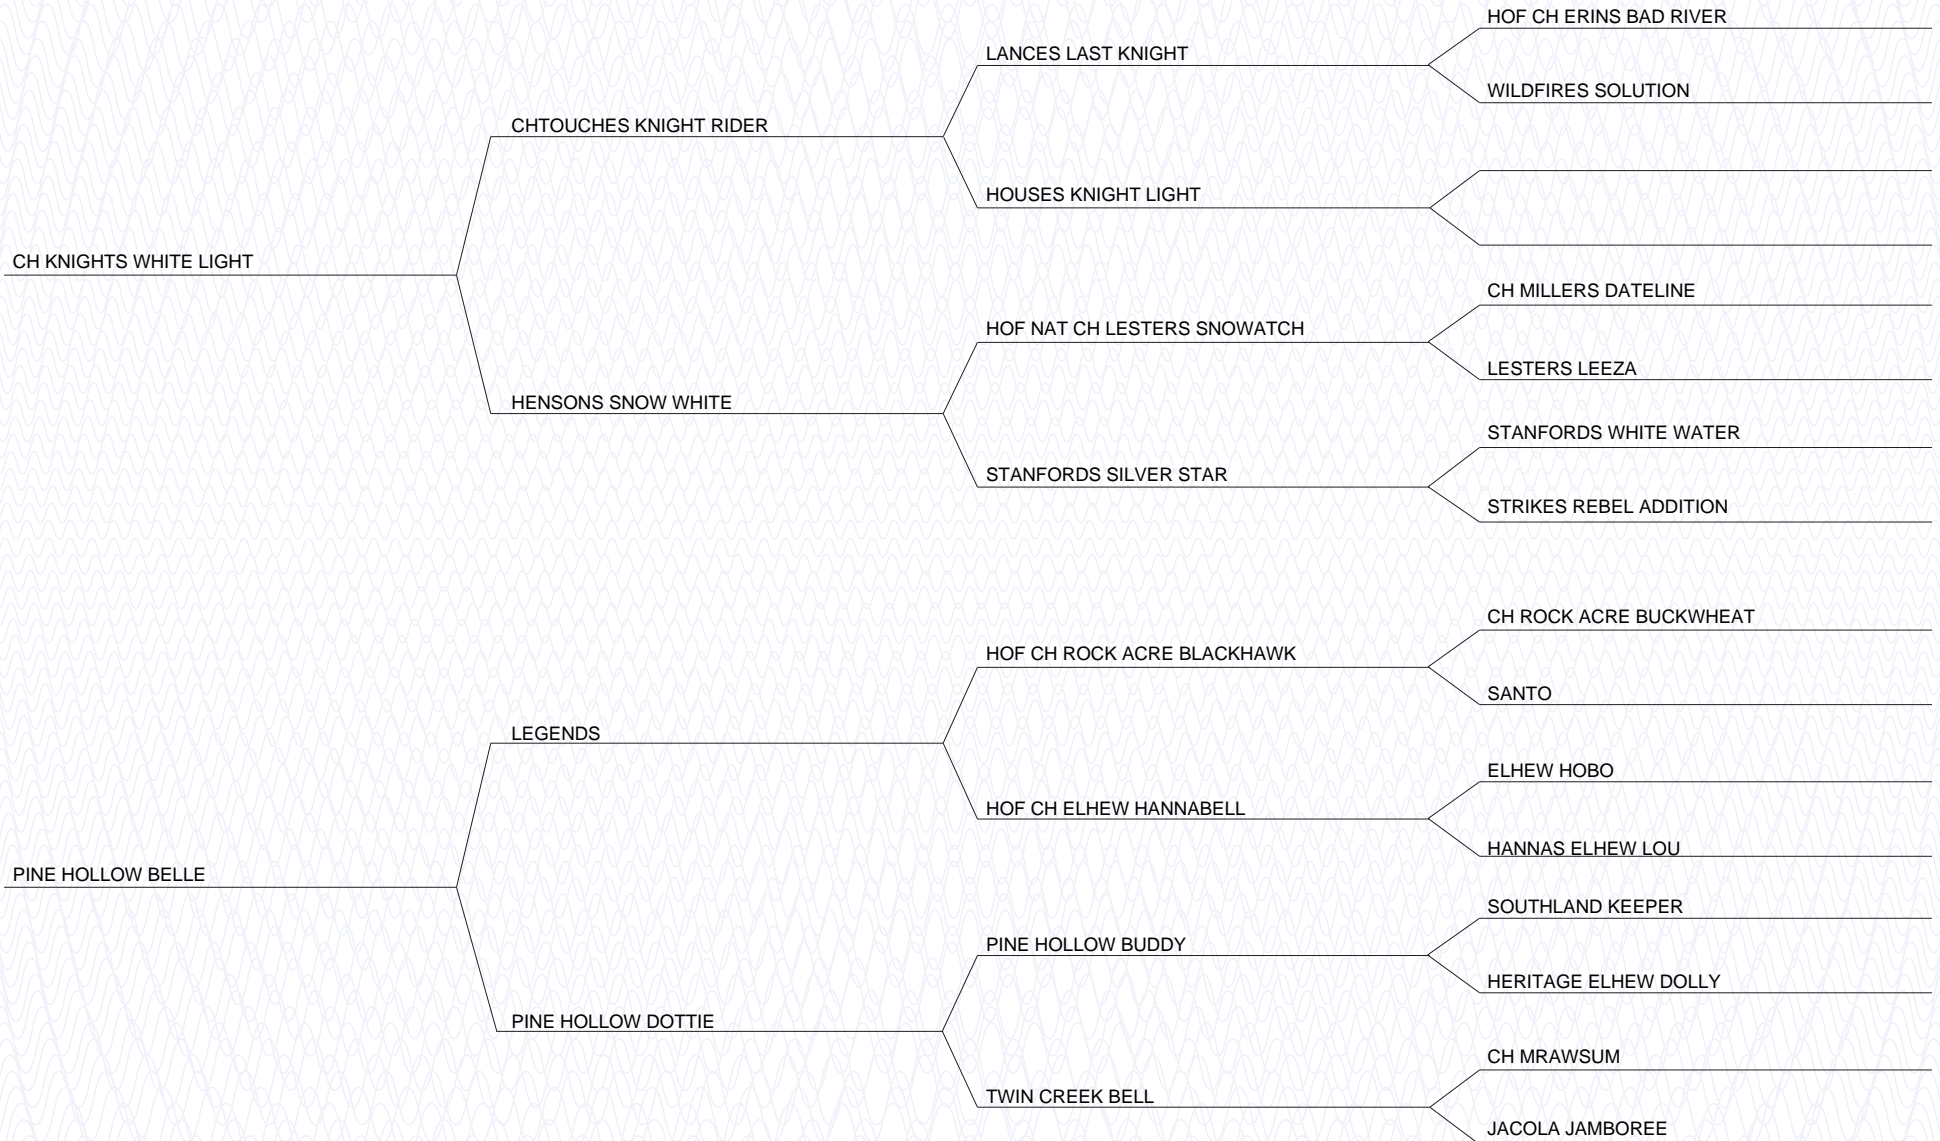 HOF CH ERINS BAD RIVER
LANCES LAST KNIGHT
WILDFIRES SOLUTION
CHTOUCHES KNIGHT RIDER
HOUSES KNIGHT LIGHT
CH KNIGHTS WHITE LIGHT
CH MILLERS DATELINE
HOF NAT CH LESTERS SNOWATCH
LESTERS LEEZA
HENSONS SNOW WHITE
STANFORDS WHITE WATER
STANFORDS SILVER STAR
STRIKES REBEL ADDITION
CH ROCK ACRE BUCKWHEAT
HOF CH ROCK ACRE BLACKHAWK
SANTO
LEGENDS
ELHEW HOBO
HOF CH ELHEW HANNABELL
HANNAS ELHEW LOU
PINE HOLLOW BELLE
SOUTHLAND KEEPER
PINE HOLLOW BUDDY
HERITAGE ELHEW DOLLY
PINE HOLLOW DOTTIE
CH MRAWSUM
TWIN CREEK BELL
JACOLA JAMBOREE